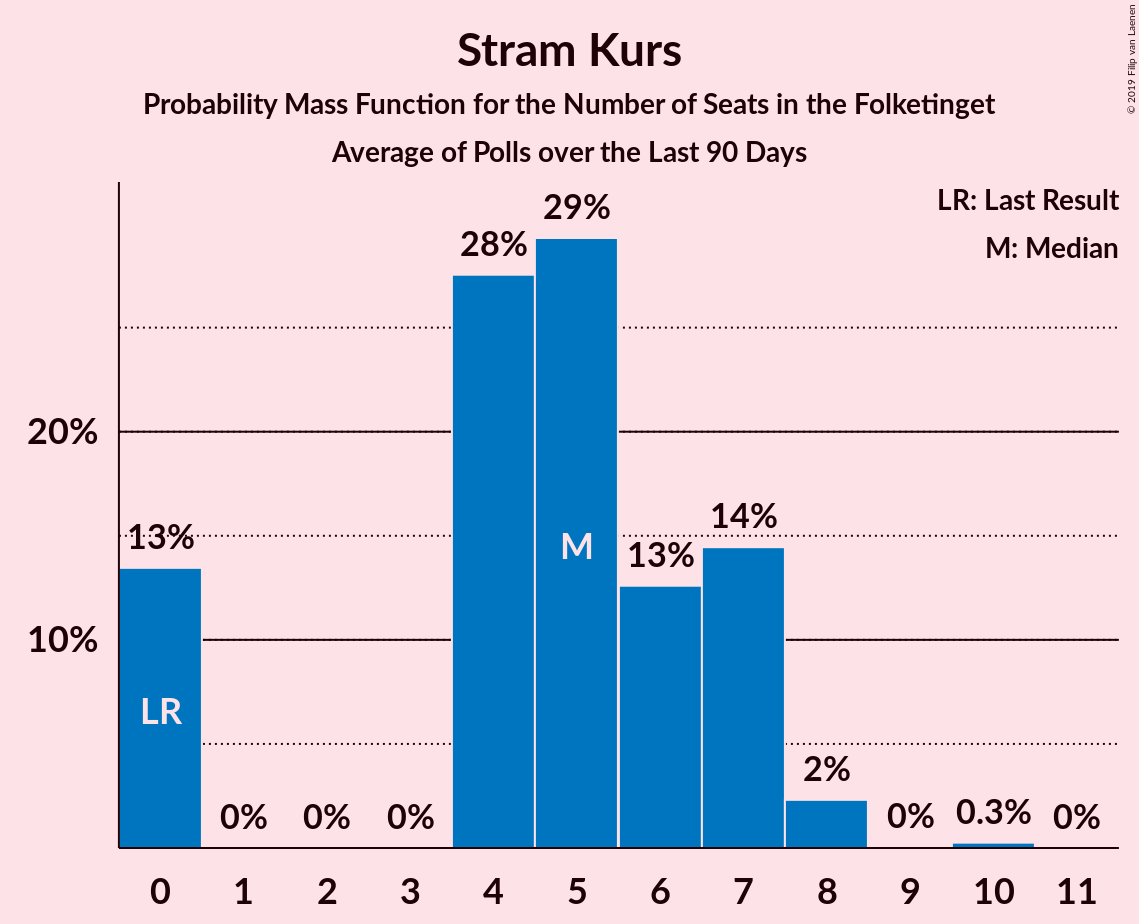 Stram Kurs
Probability Mass Function for the Number of Seats in the Folketinget
Average of Polls over the Last 90 Days
© 2019 Filip van Laenen
LR: Last Result
M: Median
29%
28%
20%
13%
14%
M
13%
10%
LR
2%
0%
0%
0%
0%
0.3%
0%
0 1 2 3 4 5 6 7 8 9 10 11